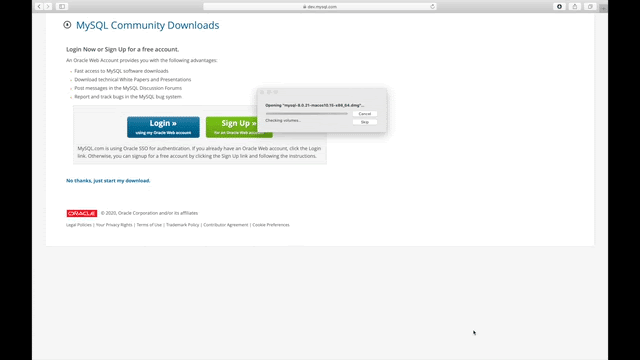 dev.mysql.com
MySQL Community Downloads
Login Now or Sign Up for a free account.
An Oracle Web Account provides you with the following advantages:
Fast access to MySQL software downloads
Download technical White Papers and Presentations
Post messages in the MySQL Discussion Forums
Report and track bugs in the MySQL bug system
Opening "mysql-8.0.21-macos10.15-x86_64.dmg"...
Cancel
Checking volumes...
Skip
Login »
using my Oracle Web account
Sign Up »
for an Oracle Web account
MySQL.com is using Oracle SSO for authentication. If you already have an Oracle Web account, click the Login
link. Otherwise, you can signup for a free account by clicking the Sign Up link and following the instructions.
No thanks, just start my download.
ORACLE © 2020, Oracle Corporation and/or its affiliates
Legal Policies | Your Privacy Rights | Terms of Use | Trademark Policy | Contributor Agreement | Cookie Preferences